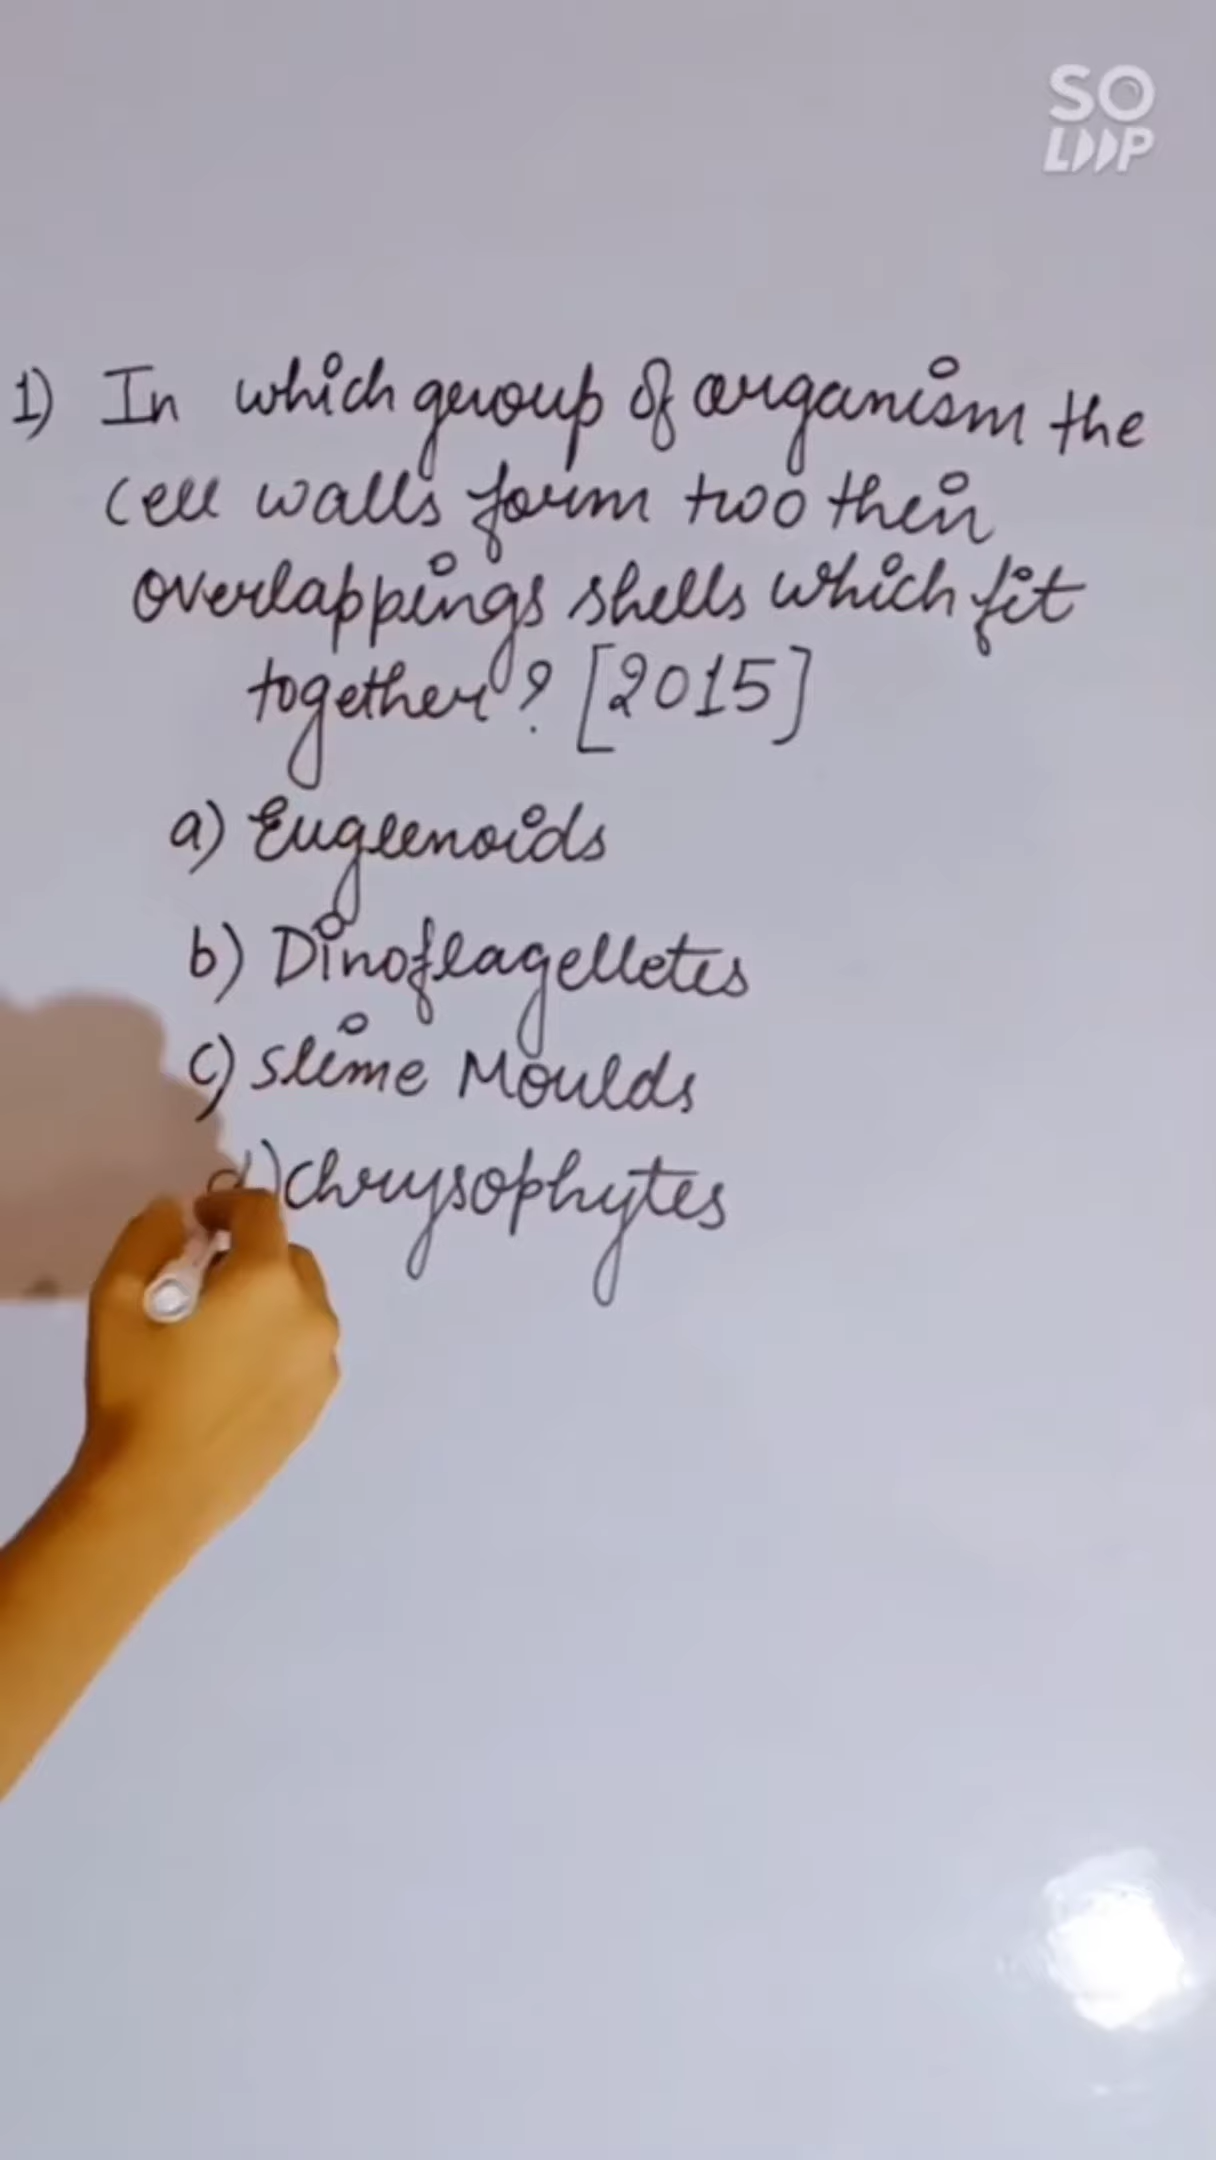 SO
LOOP
1) In which group of organism the
cell walls form two thin
overlappings shells which fit
together? [2015]
a) Eugleenoids
b) Dinoflagelletes
c) Slime Moulds
d) Chrysophytes